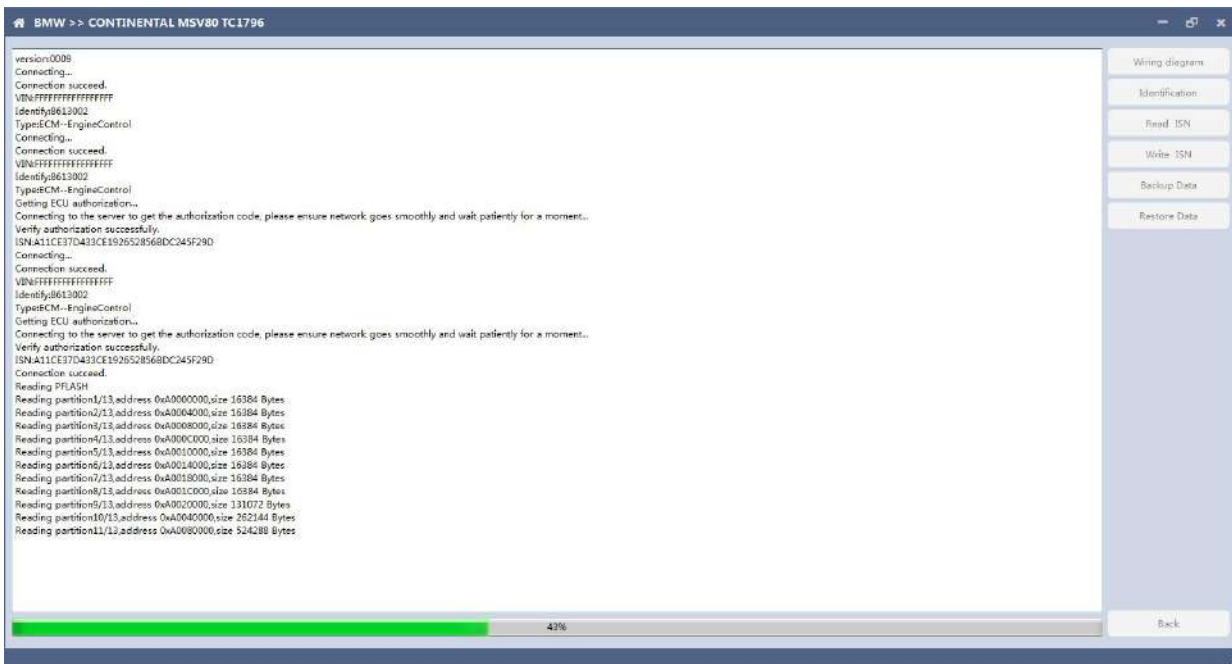 BMW >> CONTINENTAL MSV80 TC1796
version:0009
Connecting...
Connection succeed.
VIN:FFFFFFFFFFFFFFFFF
Identify:8613002
Type:ECM--EngineControl
Connecting...
Connection succeed.
VIN:FFFFFFFFFFFFFFFFF
Identify:8613002
Type:ECM--EngineControl
Getting ECU authorization...
Connecting to the server to get the authorization code, please ensure network goes smoothly and wait patiently for a moment...
Verify authorization successfully.
ISN:A11CE37D433CE192652856BDC245F29D
Connecting...
Connection succeed.
VIN:FFFFFFFFFFFFFFFFF
Identify:8613002
Type:ECM--EngineControl
Getting ECU authorization...
Connecting to the server to get the authorization code, please ensure network goes smoothly and wait patiently for a moment...
Verify authorization successfully.
ISN:A11CE37D433CE192652856BDC245F29D
Connection succeed.
Reading PFLASH
Reading partition1/13,address 0xA0000000,size 16384 Bytes
Reading partition2/13,address 0xA0004000,size 16384 Bytes
Reading partition3/13,address 0xA0008000,size 16384 Bytes
Reading partition4/13,address 0xA000C000,size 16384 Bytes
Reading partition5/13,address 0xA0010000,size 16384 Bytes
Reading partition6/13,address 0xA0014000,size 16384 Bytes
Reading partition7/13,address 0xA0018000,size 16384 Bytes
Reading partition8/13,address 0xA001C000,size 16384 Bytes
Reading partition9/13,address 0xA0020000,size 131072 Bytes
Reading partition10/13,address 0xA0040000,size 262144 Bytes
Reading partition11/13,address 0xA0080000,size 524288 Bytes
43%
Wiring diagram
Identification
Read ISN
Write ISN
Backup Data
Restore Data
Back